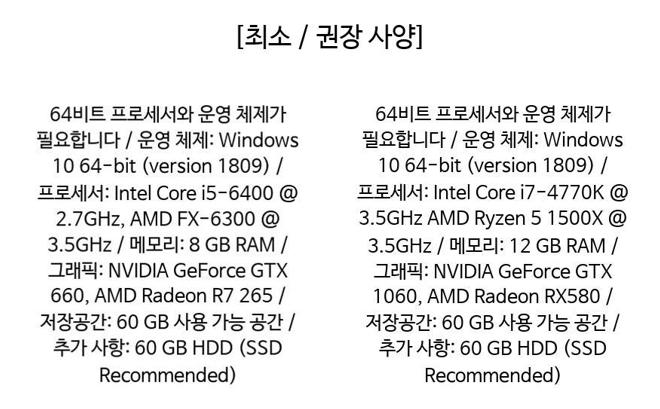 [최소 / 권장 사양]
64비트 프로세서와 운영 체제가
필요합니다 / 운영 체제: Windows
10 64-bit (version 1809) /
프로세서: Intel Core i5-6400 @
2.7GHz, AMD FX-6300 @
3.5GHz / 메모리: 8 GB RAM /
그래픽: NVIDIA GeForce GTX
660, AMD Radeon R7 265 /
저장공간: 60 GB 사용 가능 공간 /
추가 사항: 60 GB HDD (SSD
Recommended)
64비트 프로세서와 운영 체제가
필요합니다 / 운영 체제: Windows
10 64-bit (version 1809) /
프로세서: Intel Core i7-4770K @
3.5GHz AMD Ryzen 5 1500X @
3.5GHz / 메모리: 12 GB RAM /
그래픽: NVIDIA GeForce GTX
1060, AMD Radeon RX580 /
저장공간: 60 GB 사용 가능 공간 /
추가 사항: 60 GB HDD (SSD
Recommended)